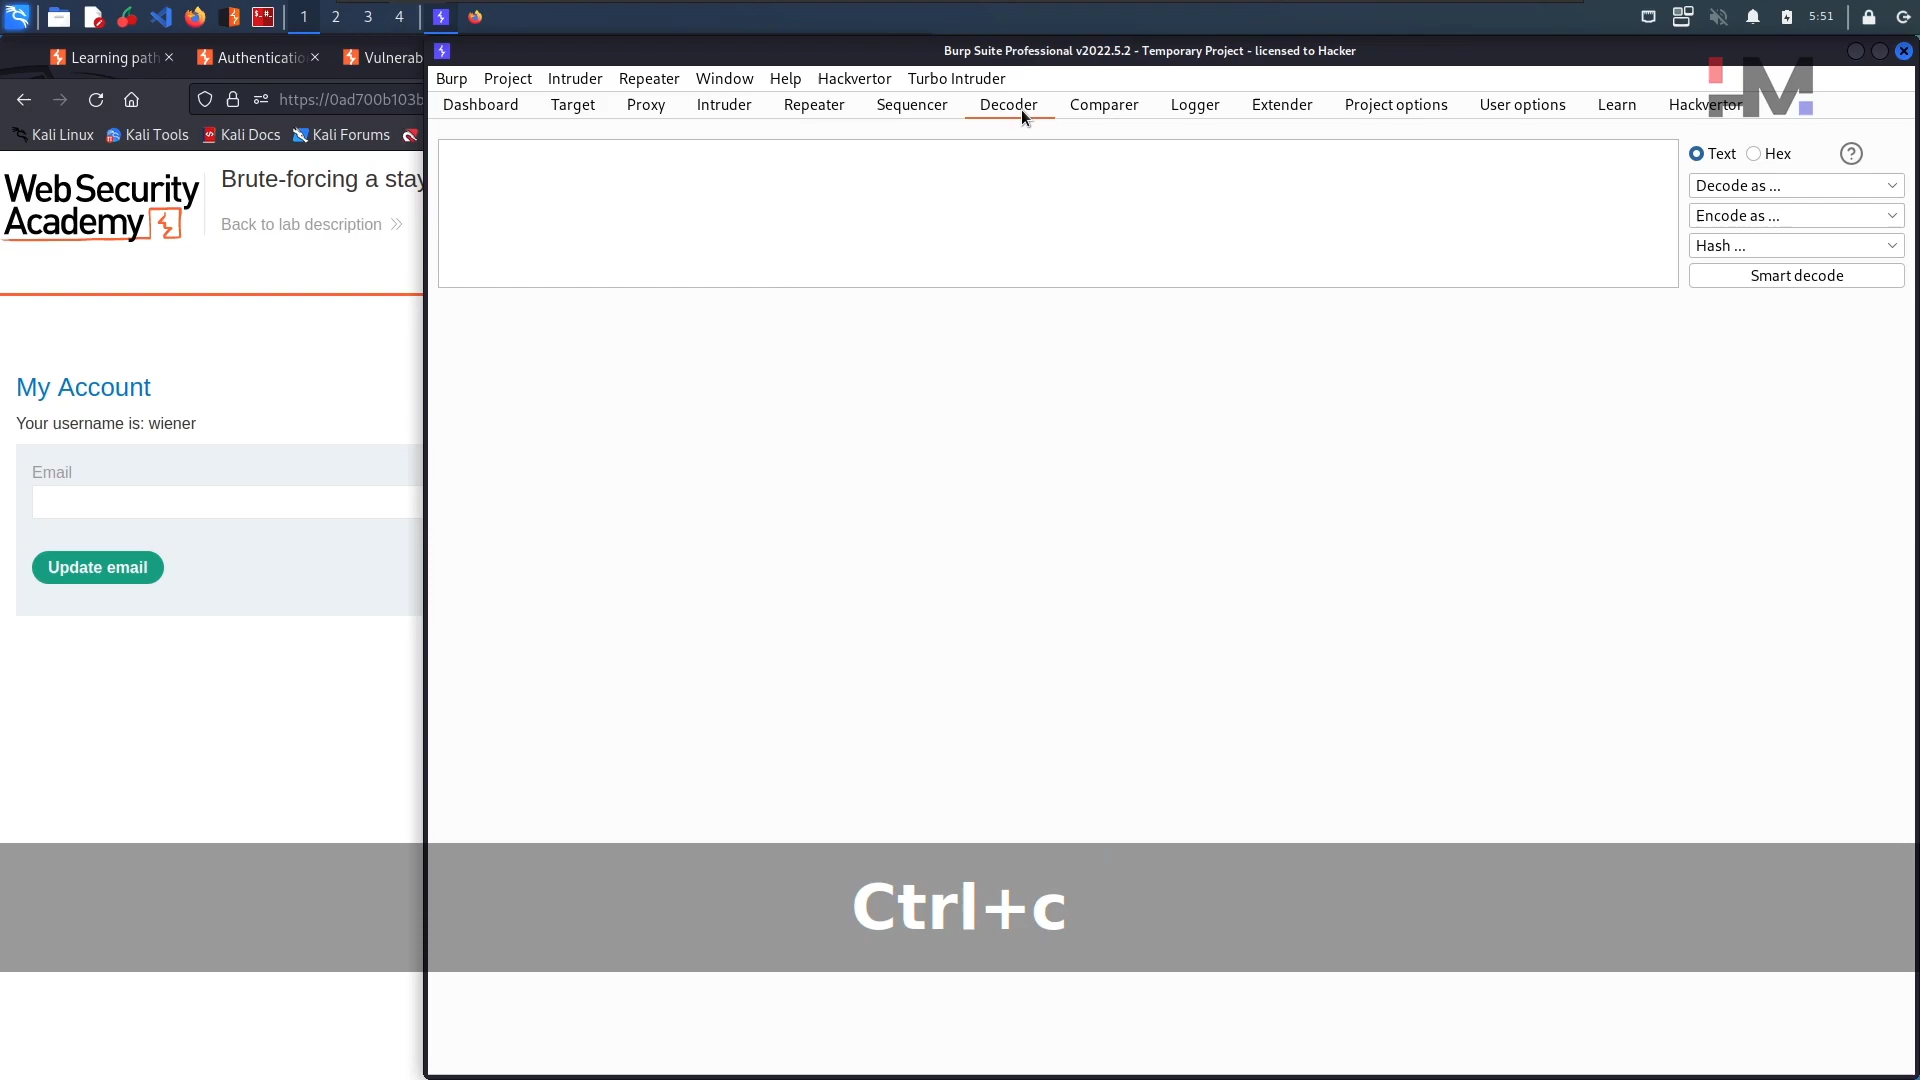 1 2 3 4 5:51
Learning path Authenticatio Vulnerab
Burp Suite Professional v2022.5.2 - Temporary Project - licensed to Hacker
Burp Project Intruder Repeater Window Help Hackvertor Turbo Intruder
https://0ad700b103b
Dashboard Target Proxy Intruder Repeater Sequencer Decoder Comparer Logger Extender Project options User options Learn Hackvertor
Kali Linux Kali Tools Kali Docs Kali Forums
Text Hex ?
Decode as ...
Encode as ...
Hash ...
Smart decode
WebSecurity
Academy
Brute-forcing a stay
Back to lab description
My Account
Your username is: wiener
Email
Update email
Ctrl+c